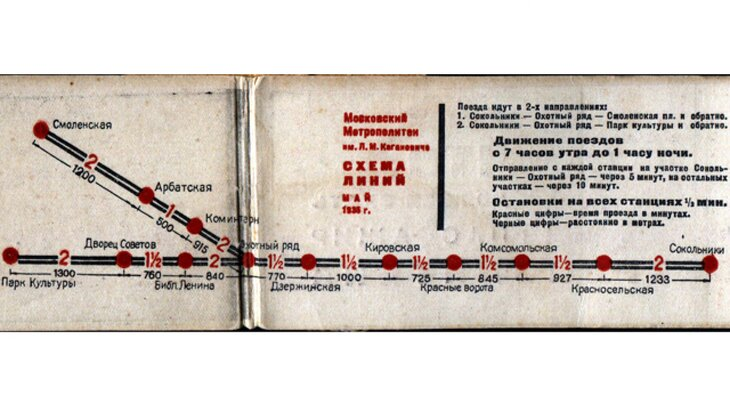 Московский
Метрополитен
им. Л. М. Кагановича
СХЕМА
ЛИНИЙ
МАЙ
1935 г.
Поезда идут в 2-х направлениях:
1. Сокольники — Охотный ряд — Смоленская пл. и обратно.
2. Сокольники — Охотный ряд — Парк культуры и обратно.
Движение поездов
с 7 часов утра до 1 часу ночи.
Отправление с каждой станции на участке Соколь-
ники — Охотный ряд — через 5 минут, на остальных
участках — через 10 минут.
Остановки на всех станциях ½ мин.
Красные цифры—время проезда в минутах.
Черные цифры—расстояние в метрах.
Смоленская
2
1200
Арбатская
1
500
Коминтерн
2
915
Дворец Советов
Охотный ряд
Кировская
Комсомольская
Сокольники
2 1½ 2 1½ 1½ 1½ 1½ 1½ 2
1300 760 840 770 1000 725 845 927 1233
Парк Культуры
Библ. Ленина
Дзержинская
Красные ворота
Красносельская